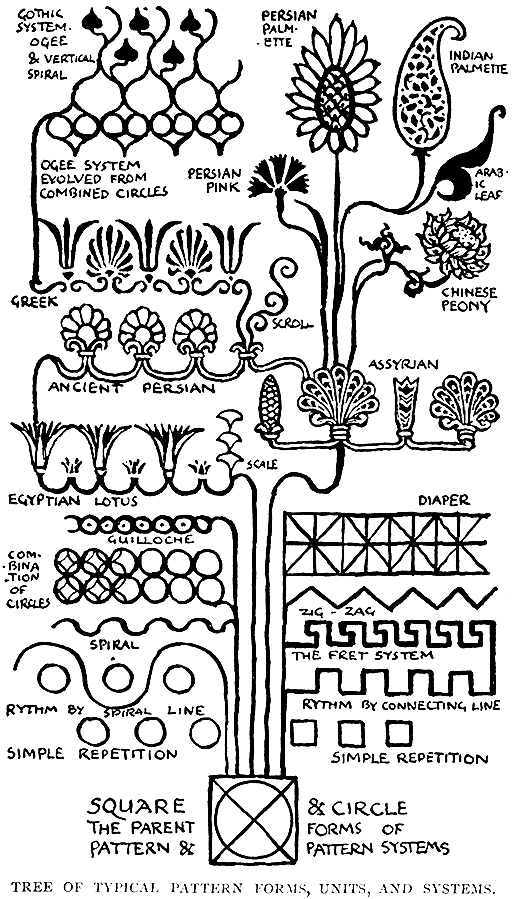 GOTHIC
SYSTEM.
OGEE
& VERTICAL
SPIRAL
PERSIAN
PALM-
-ETTE
INDIAN
PALMETTE
OGEE SYSTEM
EVOLVED FROM
COMBINED CIRCLES
PERSIAN
PINK
ARAB-
IC
LEAF
GREEK
SCROLL
CHINESE
PEONY
ANCIENT PERSIAN
ASSYRIAN
EGYPTIAN LOTUS
SCALE
DIAPER
GUILLOCHE
COM-
-BINA
-TION
OF
CIRCLES
ZIG-ZAG
SPIRAL
THE FRET SYSTEM
RYTHM BY SPIRAL LINE
RYTHM BY CONNECTING LINE
SIMPLE REPETITION
SIMPLE REPETITION
SQUARE & CIRCLE
THE PARENT FORMS OF
PATTERN & PATTERN SYSTEMS
TREE OF TYPICAL PATTERN FORMS, UNITS, AND SYSTEMS.